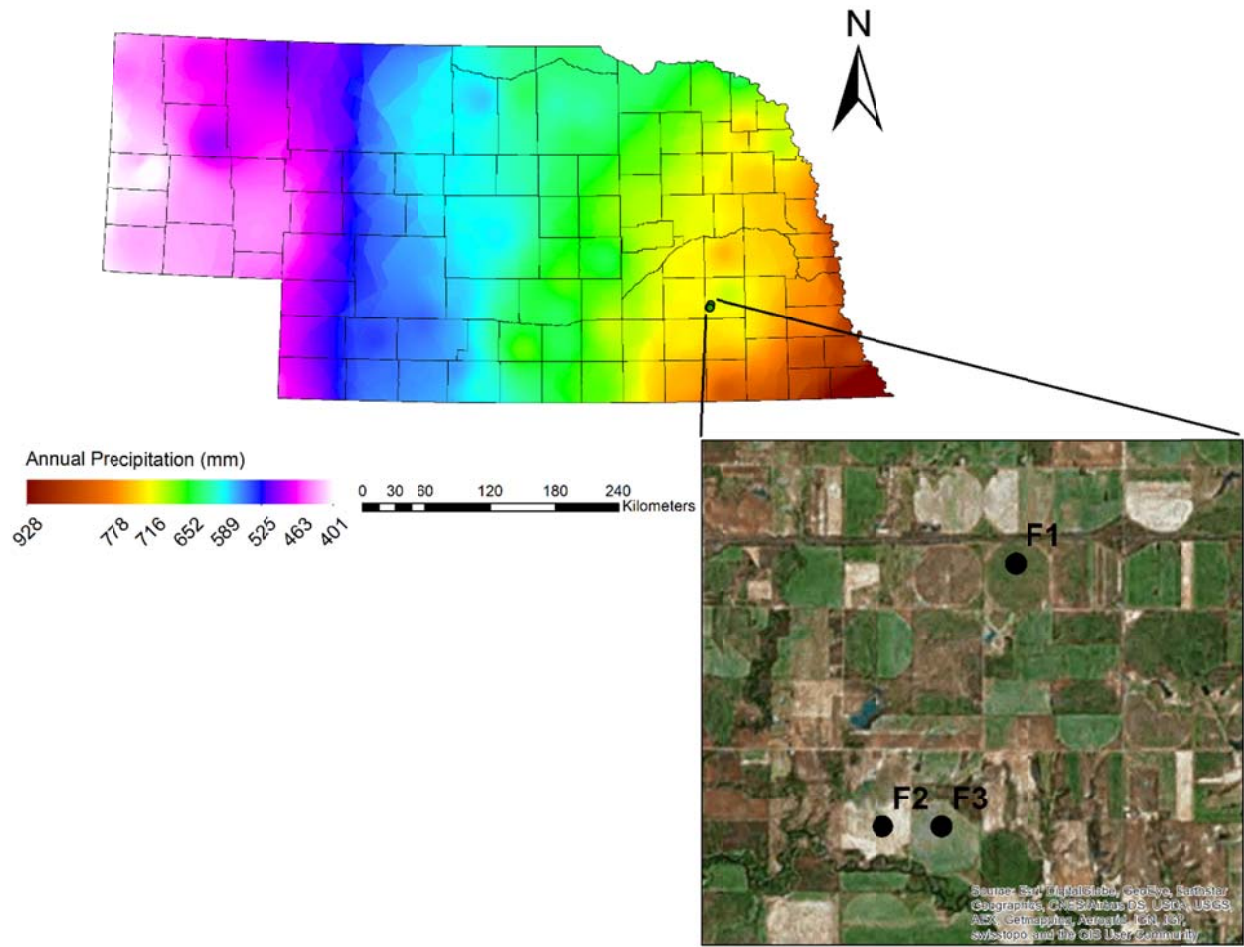 N
Annual Precipitation (mm)
928 778 716 652 589 525 463 401
0 30 60 120 180 240
Kilometers
F1
F2 F3
Source: Esri, DigitalGlobe, GeoEye, Earthstar
Geographics, CNES/Airbus DS, USDA, USGS,
AEX, Getmapping, Aerogrid, IGN, IGP,
swisstopo, and the GIS User Community